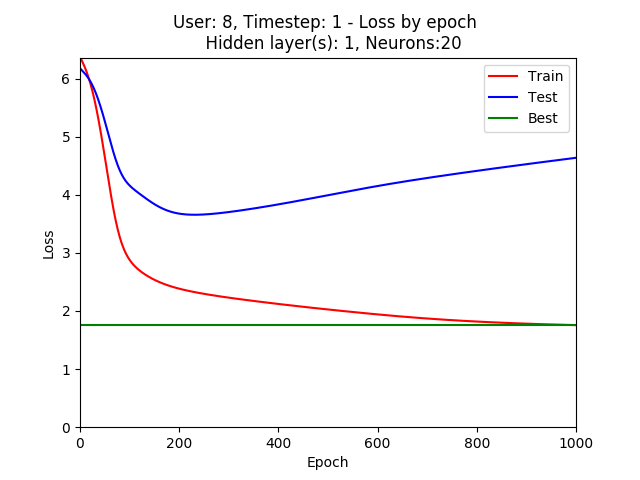 User: 8, Timestep: 1 - Loss by epoch
Hidden layer(s): 1, Neurons:20
Train
Test
Best
Loss
6
5
4
3
2
1
0
0 200 400 600 800 1000
Epoch